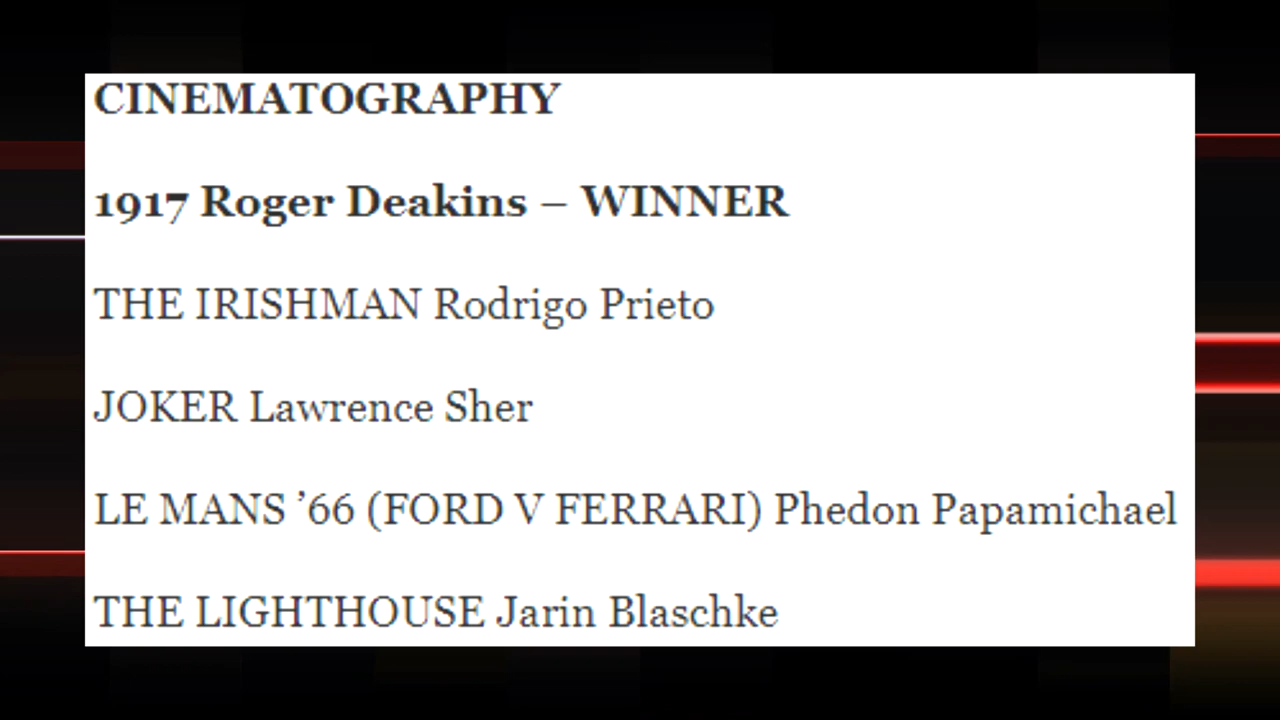 CINEMATOGRAPHY
1917 Roger Deakins – WINNER
THE IRISHMAN Rodrigo Prieto
JOKER Lawrence Sher
LE MANS ’66 (FORD V FERRARI) Phedon Papamichael
THE LIGHTHOUSE Jarin Blaschke